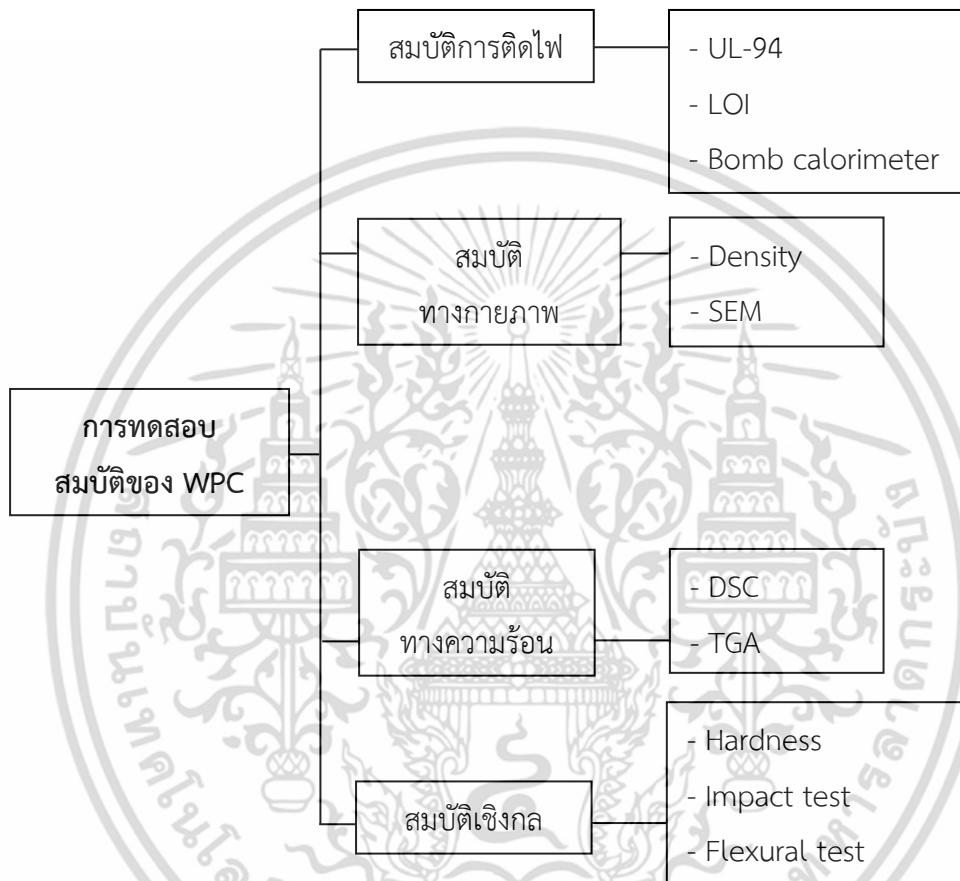 สมบัติการติดไฟ
- UL-94
- LOI
- Bomb calorimeter
สมบัติ
ทางกายภาพ
- Density
- SEM
การทดสอบ
สมบัติของ WPC
สมบัติ
ทางความร้อน
- DSC
- TGA
สมบัติเชิงกล
- Hardness
- Impact test
- Flexural test